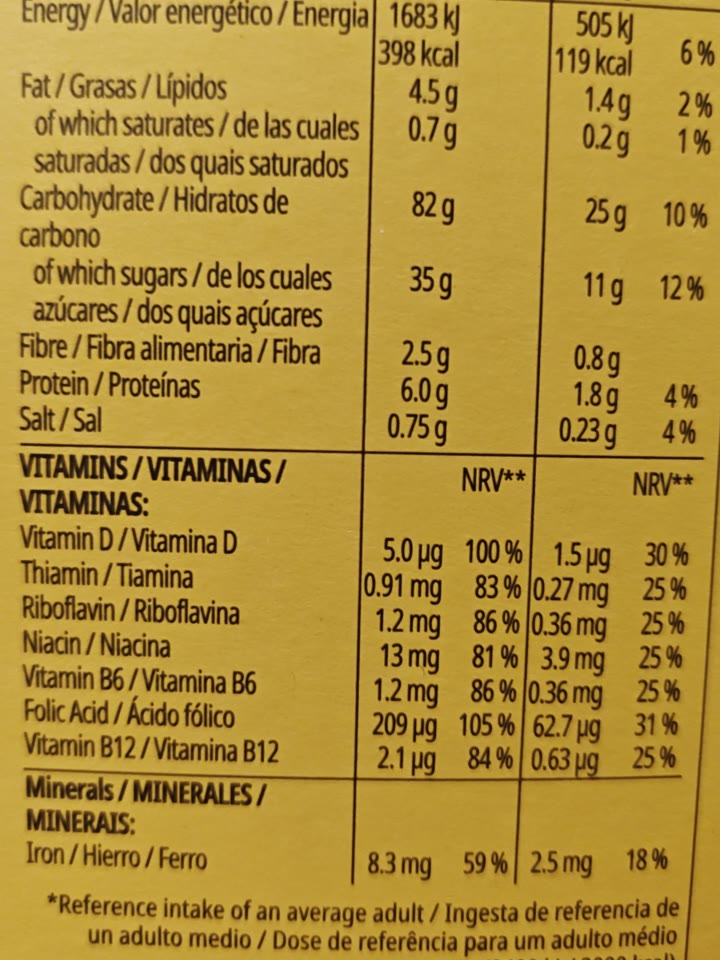 Energy / Valor energético / Energia 1683 kJ 505 kJ
398 kcal 119 kcal 6 %
Fat / Grasas / Lípidos 4.5 g 1.4 g 2 %
of which saturates / de las cuales 0.7 g 0.2 g 1 %
saturadas / dos quais saturados
Carbohydrate / Hidratos de 82 g 25 g 10 %
carbono
of which sugars / de los cuales 35 g 11 g 12 %
azúcares / dos quais açúcares
Fibre / Fibra alimentaria / Fibra 2.5 g 0.8 g
Protein / Proteínas 6.0 g 1.8 g 4 %
Salt / Sal 0.75 g 0.23 g 4 %
VITAMINS / VITAMINAS / NRV** NRV**
VITAMINAS:
Vitamin D / Vitamina D 5.0 µg 100 % 1.5 µg 30 %
Thiamin / Tiamina 0.91 mg 83 % 0.27 mg 25 %
Riboflavin / Riboflavina 1.2 mg 86 % 0.36 mg 25 %
Niacin / Niacina 13 mg 81 % 3.9 mg 25 %
Vitamin B6 / Vitamina B6 1.2 mg 86 % 0.36 mg 25 %
Folic Acid / Ácido fólico 209 µg 105 % 62.7 µg 31 %
Vitamin B12 / Vitamina B12 2.1 µg 84 % 0.63 µg 25 %
Minerals / MINERALES /
MINERAIS:
Iron / Hierro / Ferro 8.3 mg 59 % 2.5 mg 18 %
*Reference intake of an average adult / Ingesta de referencia de
un adulto medio / Dose de referência para um adulto médio